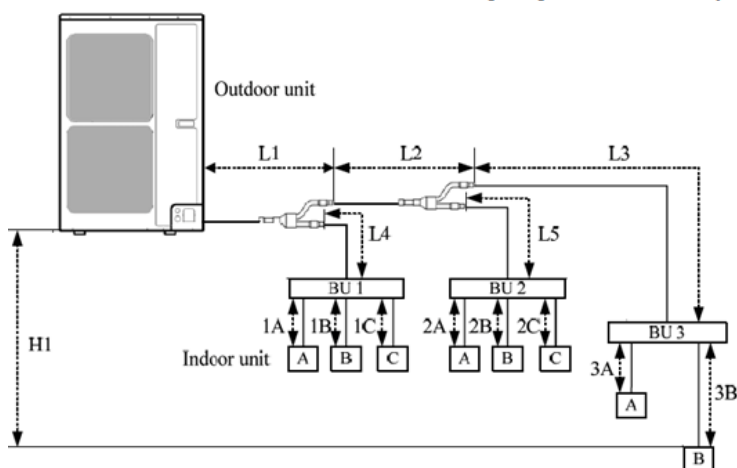 Outdoor unit
L1
L2
L3
L4
L5
BU 1
BU 2
1A
1B
1C
2A
2B
2C
BU 3
H1
Indoor unit
A
B
C
A
B
C
3A
3B
A
B